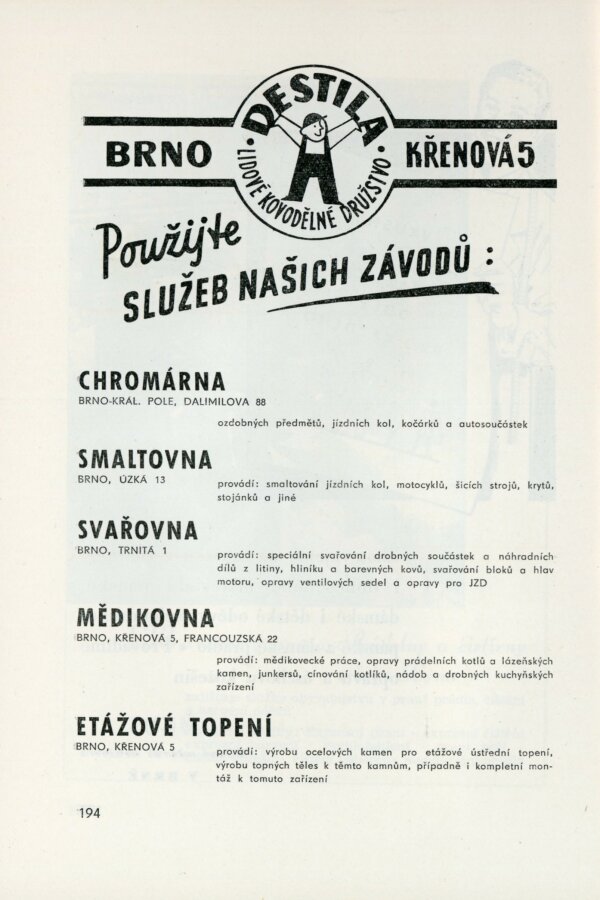 DESTILA
BRNO
KŘENOVÁ 5
• LIDOVÉ KOVODĚLNÉ DRUŽSTVO •
Použijte
SLUŽEB NAŠICH ZÁVODŮ :
CHROMÁRNA
BRNO-KRÁL. POLE, DALIMILOVA 88
ozdobných předmětů, jízdních kol, kočárků a autosoučástek
SMALTOVNA
BRNO, ÚZKÁ 13
provádí: smaltování jízdních kol, motocyklů, šicích strojů, krytů,
stojánků a jiné
SVAŘOVNA
BRNO, TRNITÁ 1
provádí: speciální svařování drobných součástek a náhradních
dílů z litiny, hliníku a barevných kovů, svařování bloků a hlav
motoru, opravy ventilových sedel a opravy pro JZD
MĚDIKOVNA
BRNO, KŘENOVÁ 5, FRANCOUZSKÁ 22
provádí: mědikovecké práce, opravy prádelních kotlů a lázeňských
kamen, junkersů, cínování kotlíků, nádob a drobných kuchyňských
zařízení
ETÁŽOVÉ TOPENÍ
BRNO, KŘENOVÁ 5
provádí: výrobu ocelových kamen pro etážové ústřední topení,
výrobu topných těles k těmto kamnům, případně i kompletní mon-
táž k tomuto zařízení
194